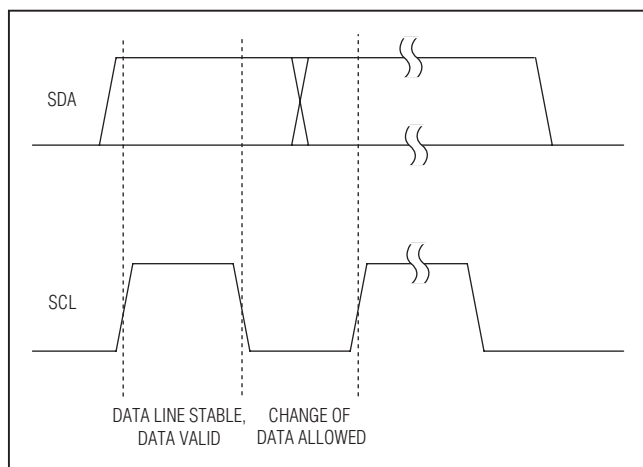 SDA
SCL
DATA LINE STABLE,
DATA VALID
CHANGE OF
DATA ALLOWED